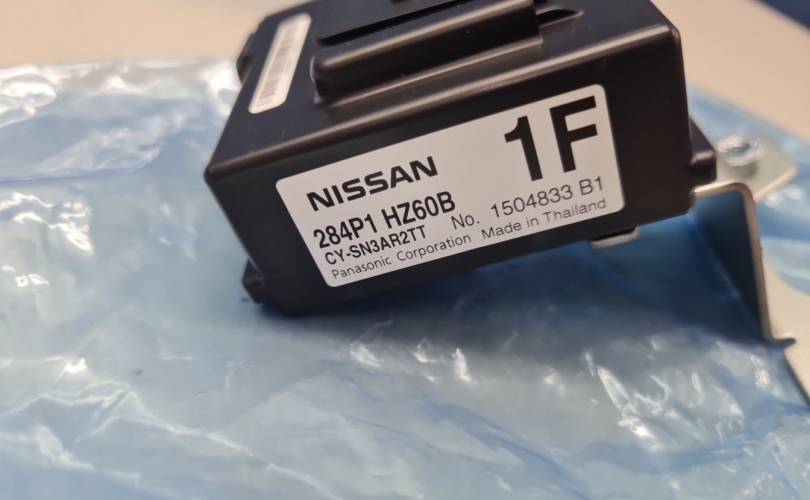 NISSAN 1F
284P1 HZ60B No. 1504833 B1
CY-SN3AR2TT
Panasonic Corporation Made in Thailand